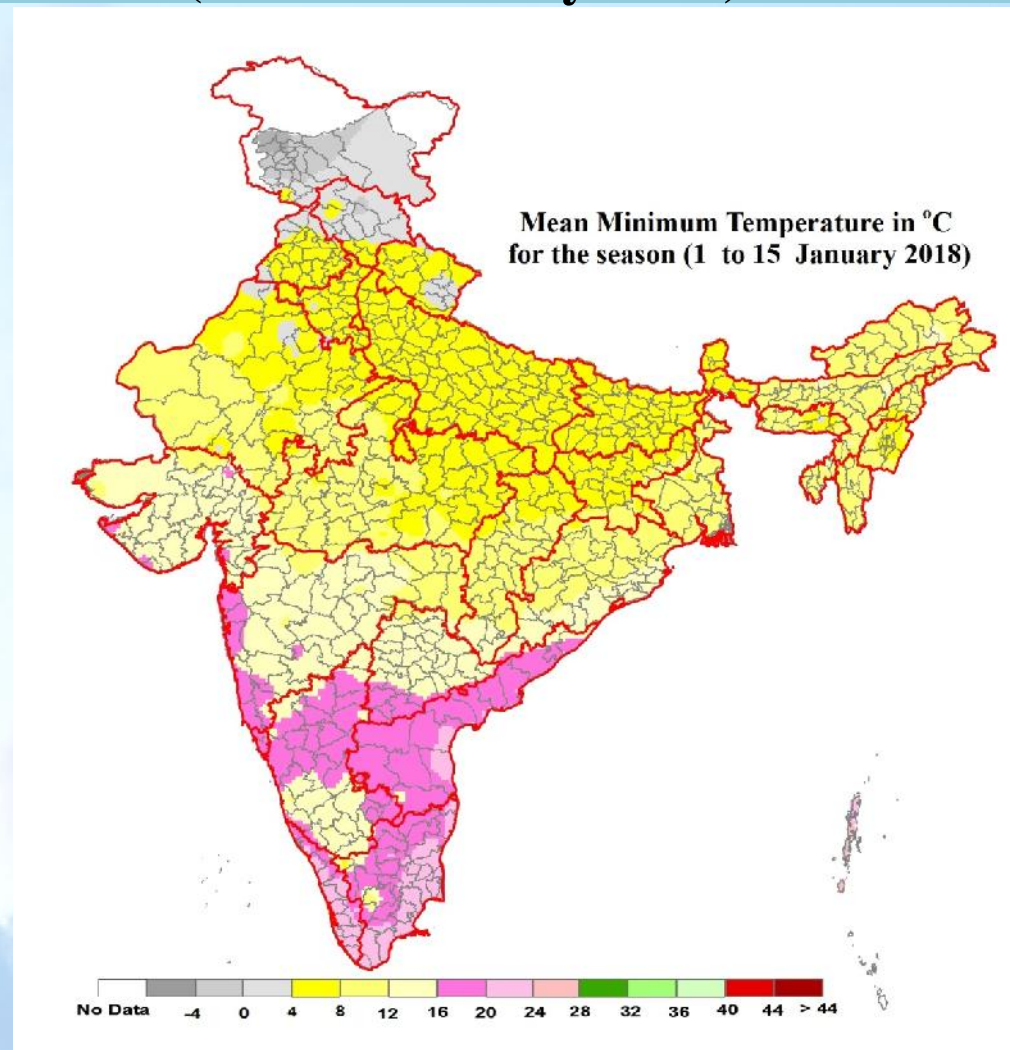 Mean Minimum Temperature in °C
for the season (1 to 15 January 2018)
No Data -4 0 4 8 12 16 20 24 28 32 36 40 44 > 44